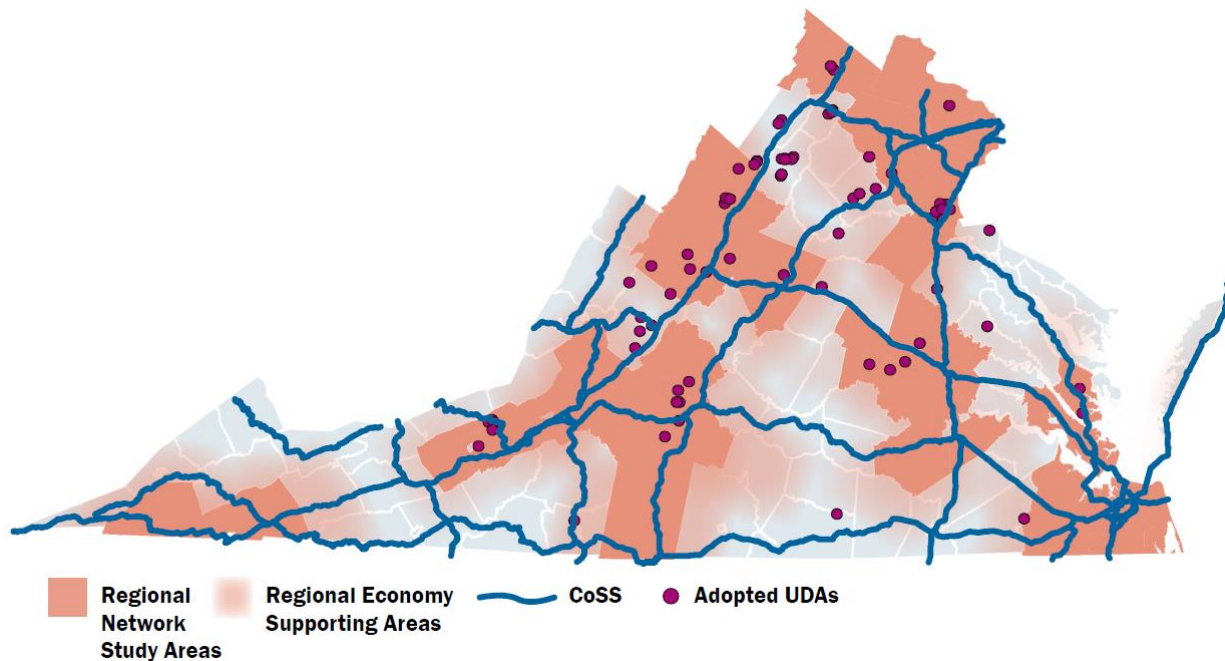 Regional
Network
Study Areas
Regional Economy
Supporting Areas
CoSS
Adopted UDAs